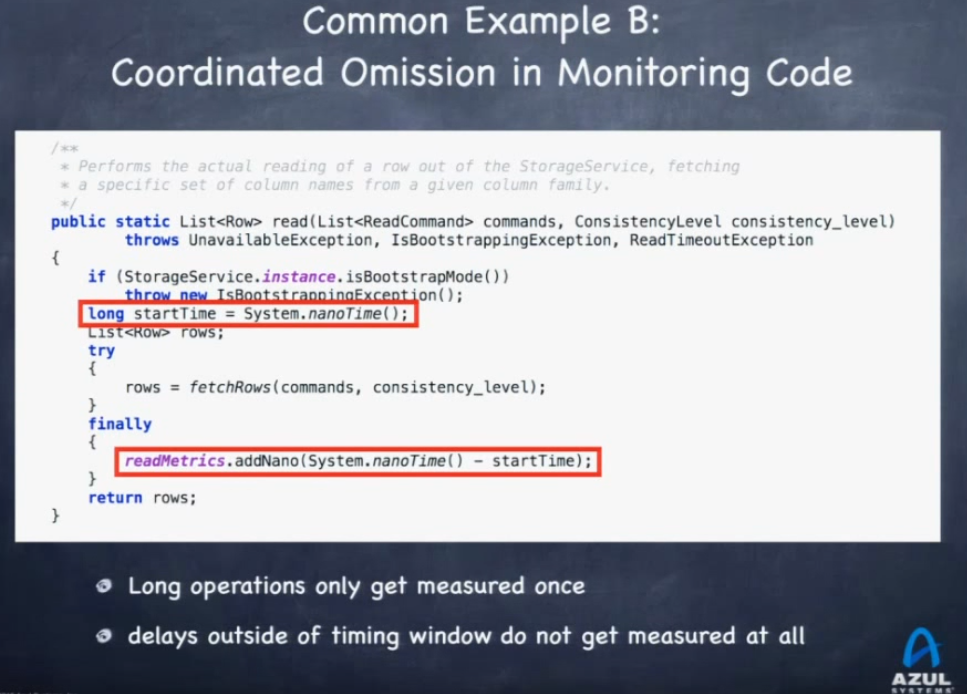 Common Example B:
Coordinated Omission in Monitoring Code
/**
 * Performs the actual reading of a row out of the StorageService, fetching
 * a specific set of column names from a given column family.
 */
public static List<Row> read(List<ReadCommand> commands, ConsistencyLevel consistency_level)
        throws UnavailableException, IsBootstrappingException, ReadTimeoutException
{
    if (StorageService.instance.isBootstrapMode())
        throw new IsBootstrappingException();
    long startTime = System.nanoTime();
    List<Row> rows;
    try
    {
        rows = fetchRows(commands, consistency_level);
    }
    finally
    {
        readMetrics.addNano(System.nanoTime() - startTime);
    }
    return rows;
}
Long operations only get measured once
delays outside of timing window do not get measured at all
AZUL
SYSTEMS